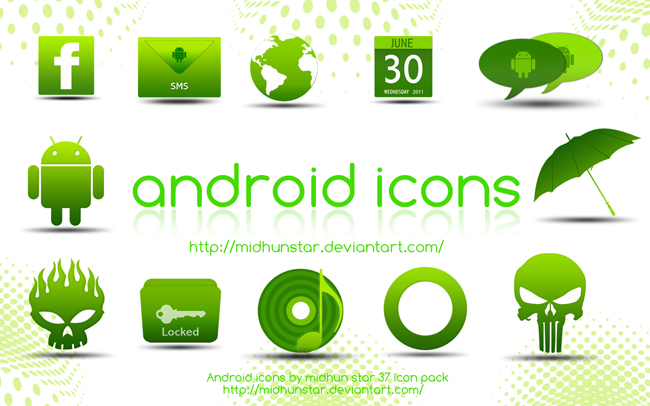 f
SMS
JUNE
30
WEDNESDAY 2011
android icons
http://midhunstar.deviantart.com/
Locked
Android icons by midhun star 37 icon pack
http://midhunstar.deviantart.com/